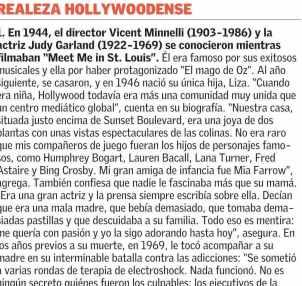 REALEZA HOLLYWOODENSE
1. En 1944, el director Vicent Minnelli (1903-1986) y la
actriz Judy Garland (1922-1969) se conocieron mientras
filmaban "Meet Me in St. Louis". Él era famoso por sus exitosos
musicales y ella por haber protagonizado "El mago de Oz". Al año
siguiente, se casaron, y en 1946 nació su única hija, Liza. "Cuando
era niña, Hollywood todavía era más una comunidad muy unida que
un centro mediático global", cuenta en su biografía. "Nuestra casa,
situada justo encima de Sunset Boulevard, era una joya de dos
plantas con unas vistas espectaculares de las colinas. No era raro
que mis compañeros de juego fueran los hijos de personajes famo-
sos, como Humphrey Bogart, Lauren Bacall, Lana Turner, Fred
Astaire y Bing Crosby. Mi gran amiga de infancia fue Mia Farrow",
agrega. También confiesa que nadie le fascinaba más que su mamá.
"Era una gran actriz y la prensa siempre escribía sobre ella. Decían
que era una mala madre, que bebía demasiado, que tomaba dema-
siadas pastillas y que descuidaba a su familia. Todo eso es mentira:
me quería con pasión y yo la sigo adorando hasta hoy", asegura. En
los años previos a su muerte, en 1969, le tocó acompañar a su
madre en su interminable batalla contra las adicciones: "Se sometió
a varias rondas de terapia de electroshock. Nada funcionó. No es
ningún secreto quiénes fueron los culpables: los ejecutivos de la